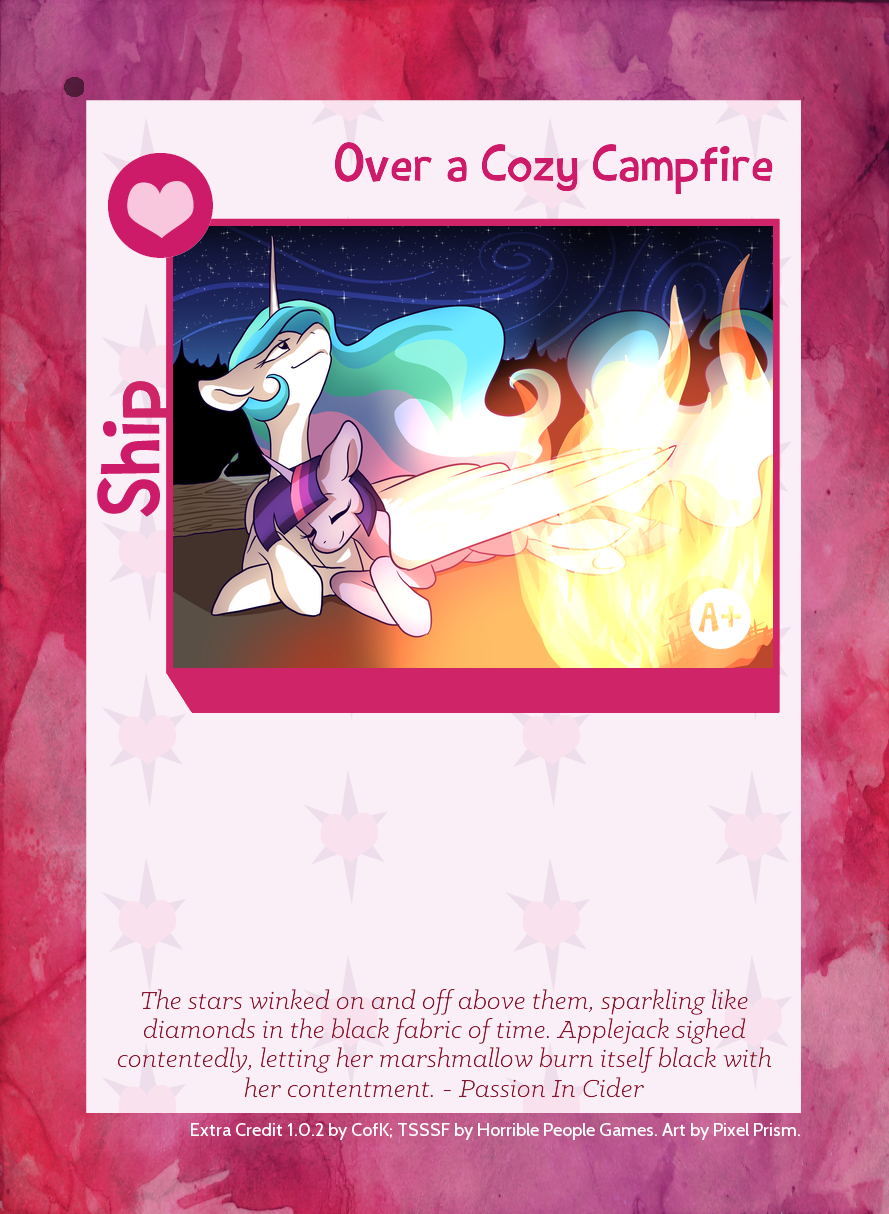 Over a Cozy Campfire
Ship
A+
The stars winked on and off above them, sparkling like
diamonds in the black fabric of time. Applejack sighed
contentedly, letting her marshmallow burn itself black with
her contentment. - Passion In Cider
Extra Credit 1.0.2 by CofK; TSSSF by Horrible People Games. Art by Pixel Prism.